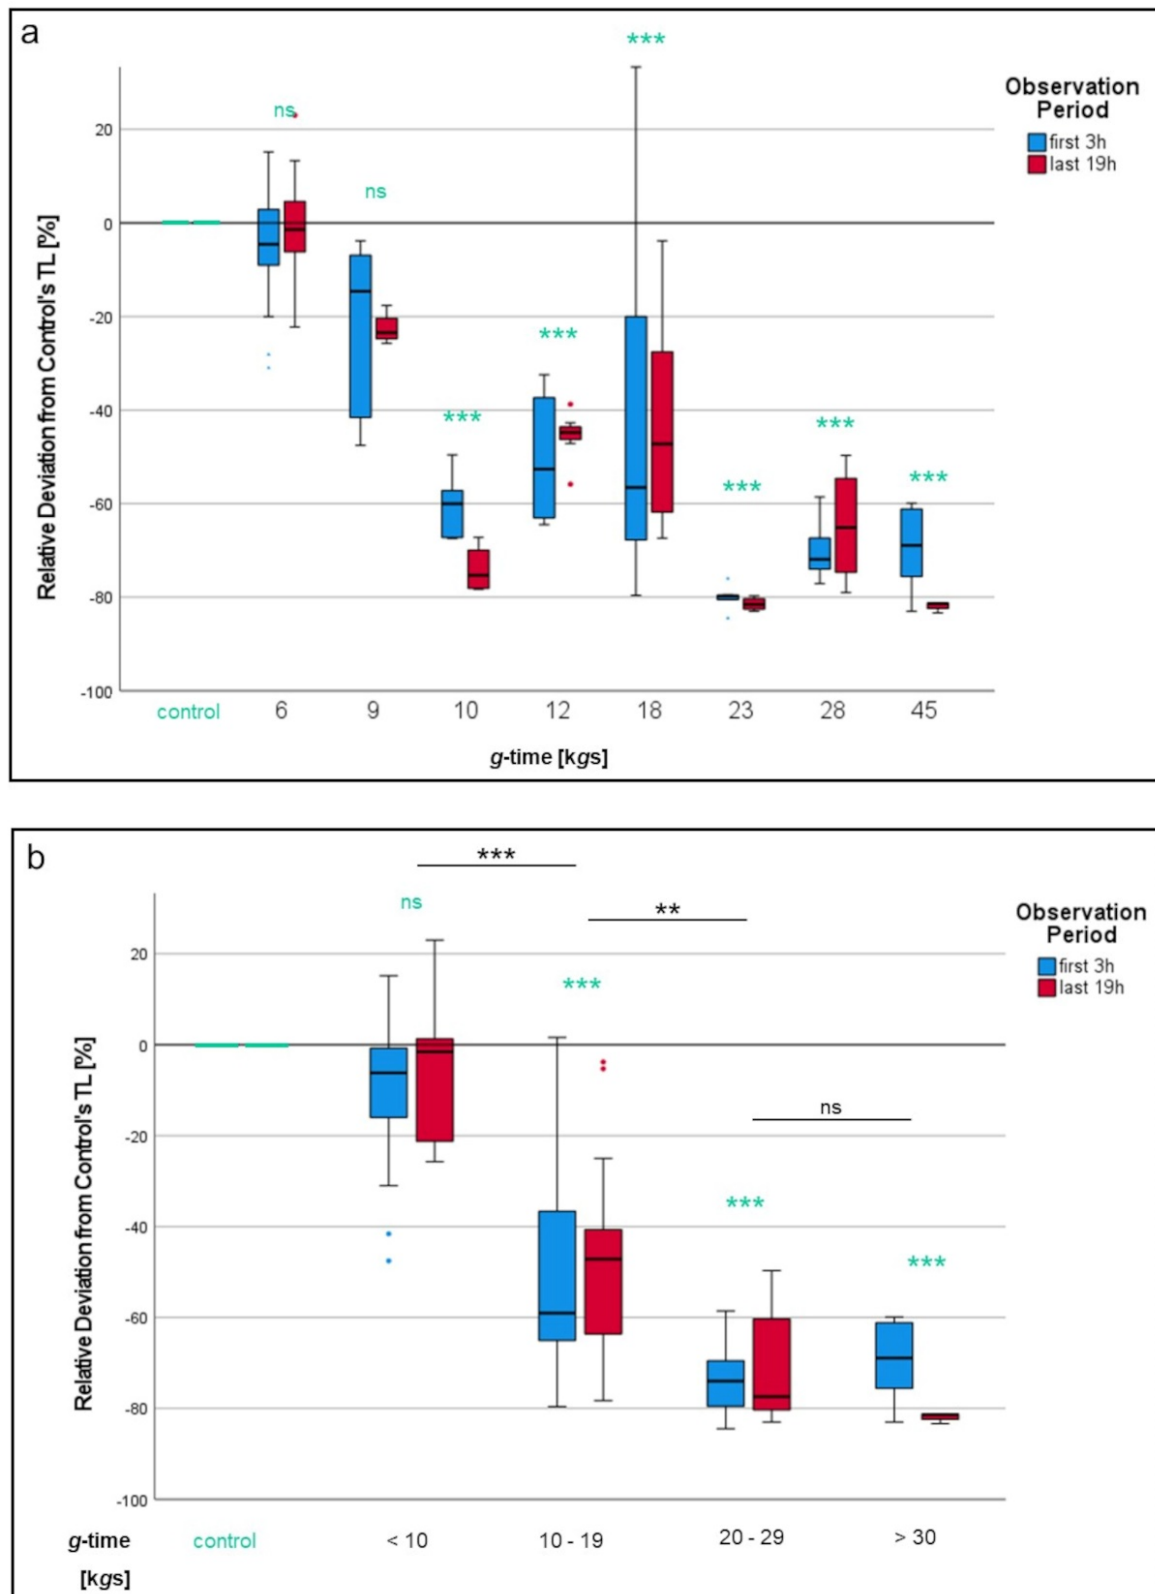 a
***
Observation
Period
first 3h
last 19h
ns
20
ns
0
-20
***
***
-40
***
***
***
-60
-80
-100
Relative Deviation from Control's TL [%]
control 6 9 10 12 18 23 28 45
g-time [kgs]
b
***
ns
**
Observation
Period
first 3h
last 19h
20
***
0
ns
-20
***
-40
***
-60
-80
-100
Relative Deviation from Control's TL [%]
g-time control < 10 10 - 19 20 - 29 > 30
[kgs]